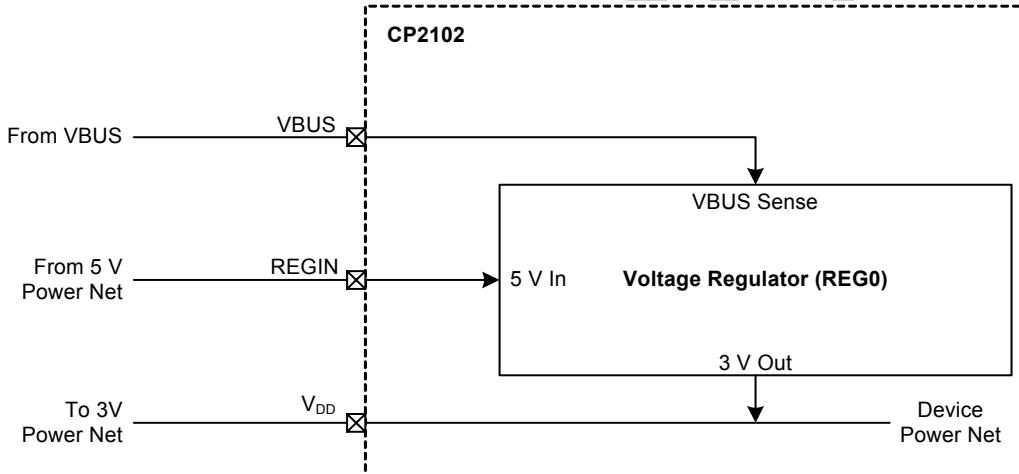 CP2102
From VBUS
VBUS
VBUS Sense
From 5 V
Power Net
REGIN
5 V In
Voltage Regulator (REG0)
3 V Out
To 3V
Power Net
VDD
Device
Power Net